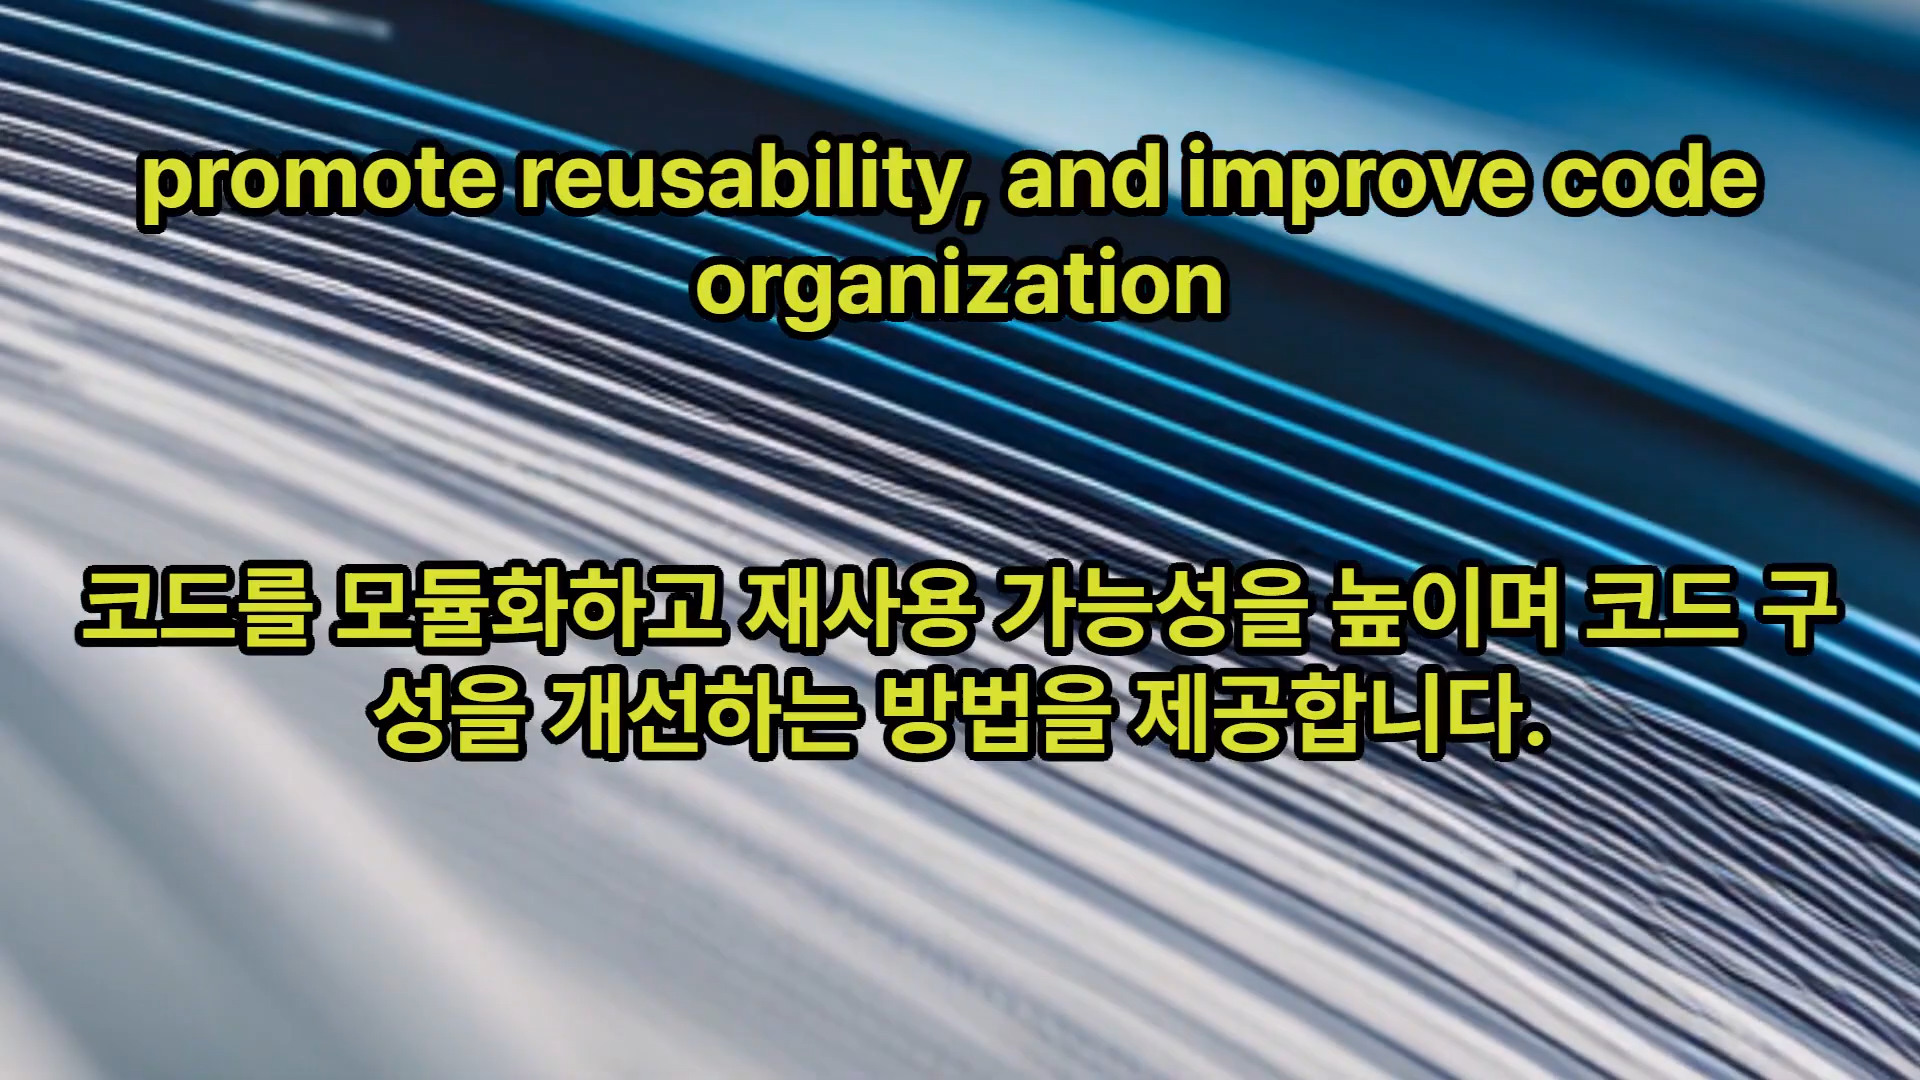 promote reusability, and improve code
organization
코드를 모듈화하고 재사용 가능성을 높이며 코드 구
성을 개선하는 방법을 제공합니다.